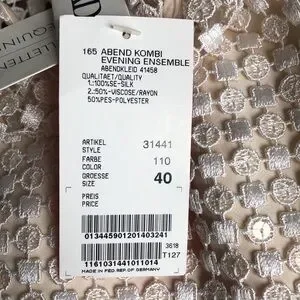 165 ABEND KOMBI
EVENING ENSEMBLE
ABENDKLEID 41458
QUALITAET/QUALITY
1.:100%SE-SILK
2.:50%-VISCOSE/RAYON
50%PES-POLYESTER
ARTIKEL
STYLE 31441
FARBE
COLOR 110
GROESSE
SIZE 40
PREIS
PRICE
013445901201403241
3618
T127
1161031441011014
MADE IN FED.REP.OF GERMANY